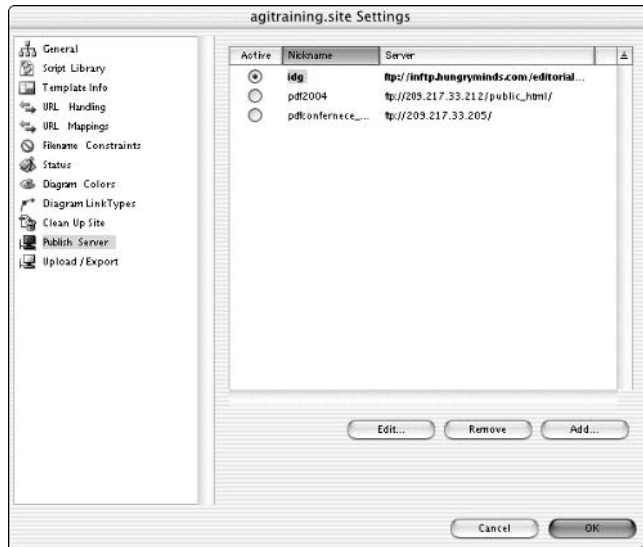 agitraining.site Settings
General
Script Library
Template Info
URL Handling
URL Mappings
Filename Constraints
Status
Diagram Colors
Diagram LinkTypes
Clean Up Site
Publish Server
Upload / Export
Active Nickname Server
idg ftp://inftp.hungryminds.com/editorial...
pdf2004 ftp://209.217.33.212/public_html/
pdfconfernece_... ftp://209.217.33.205/
Edit... Remove Add...
Cancel OK